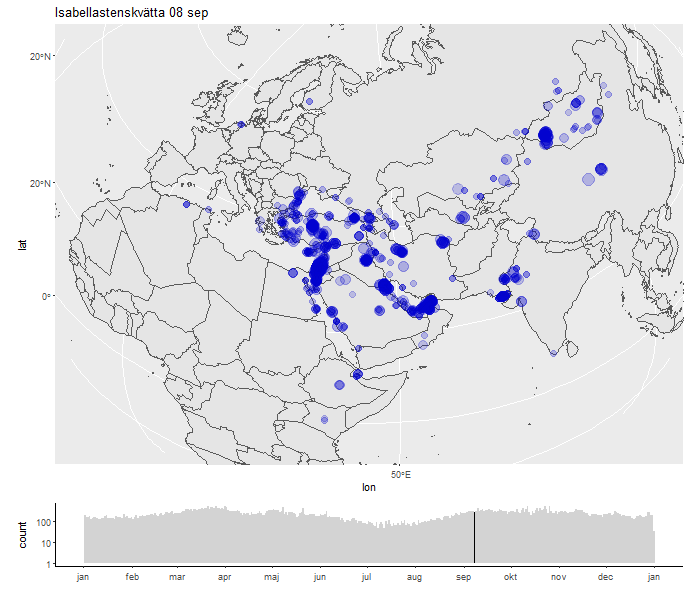 Isabellastenskvätta 08 sep
20°N
20°N
0°
lat
50°E
lon
count
100
10
1
jan feb mar apr maj jun jul aug sep okt nov dec jan